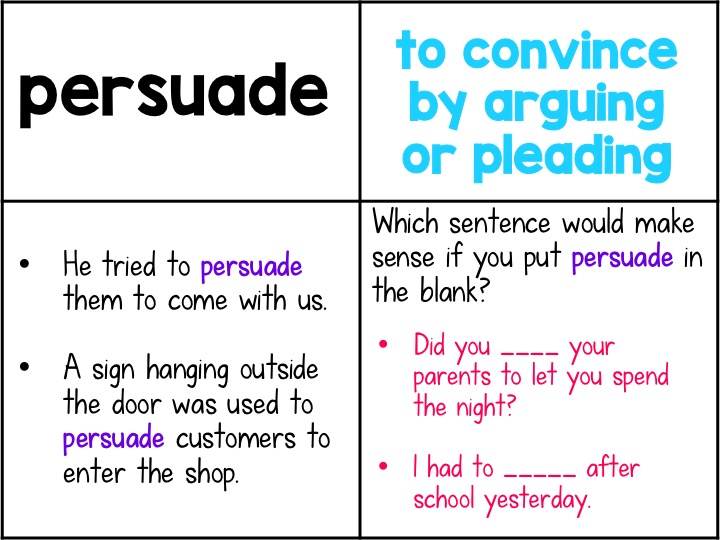 persuade
to convince
by arguing
or pleading
• He tried to persuade
them to come with us.
• A sign hanging outside
the door was used to
persuade customers to
enter the shop.
Which sentence would make
sense if you put persuade in
the blank?
• Did you ____ your
parents to let you spend
the night?
• I had to _____ after
school yesterday.